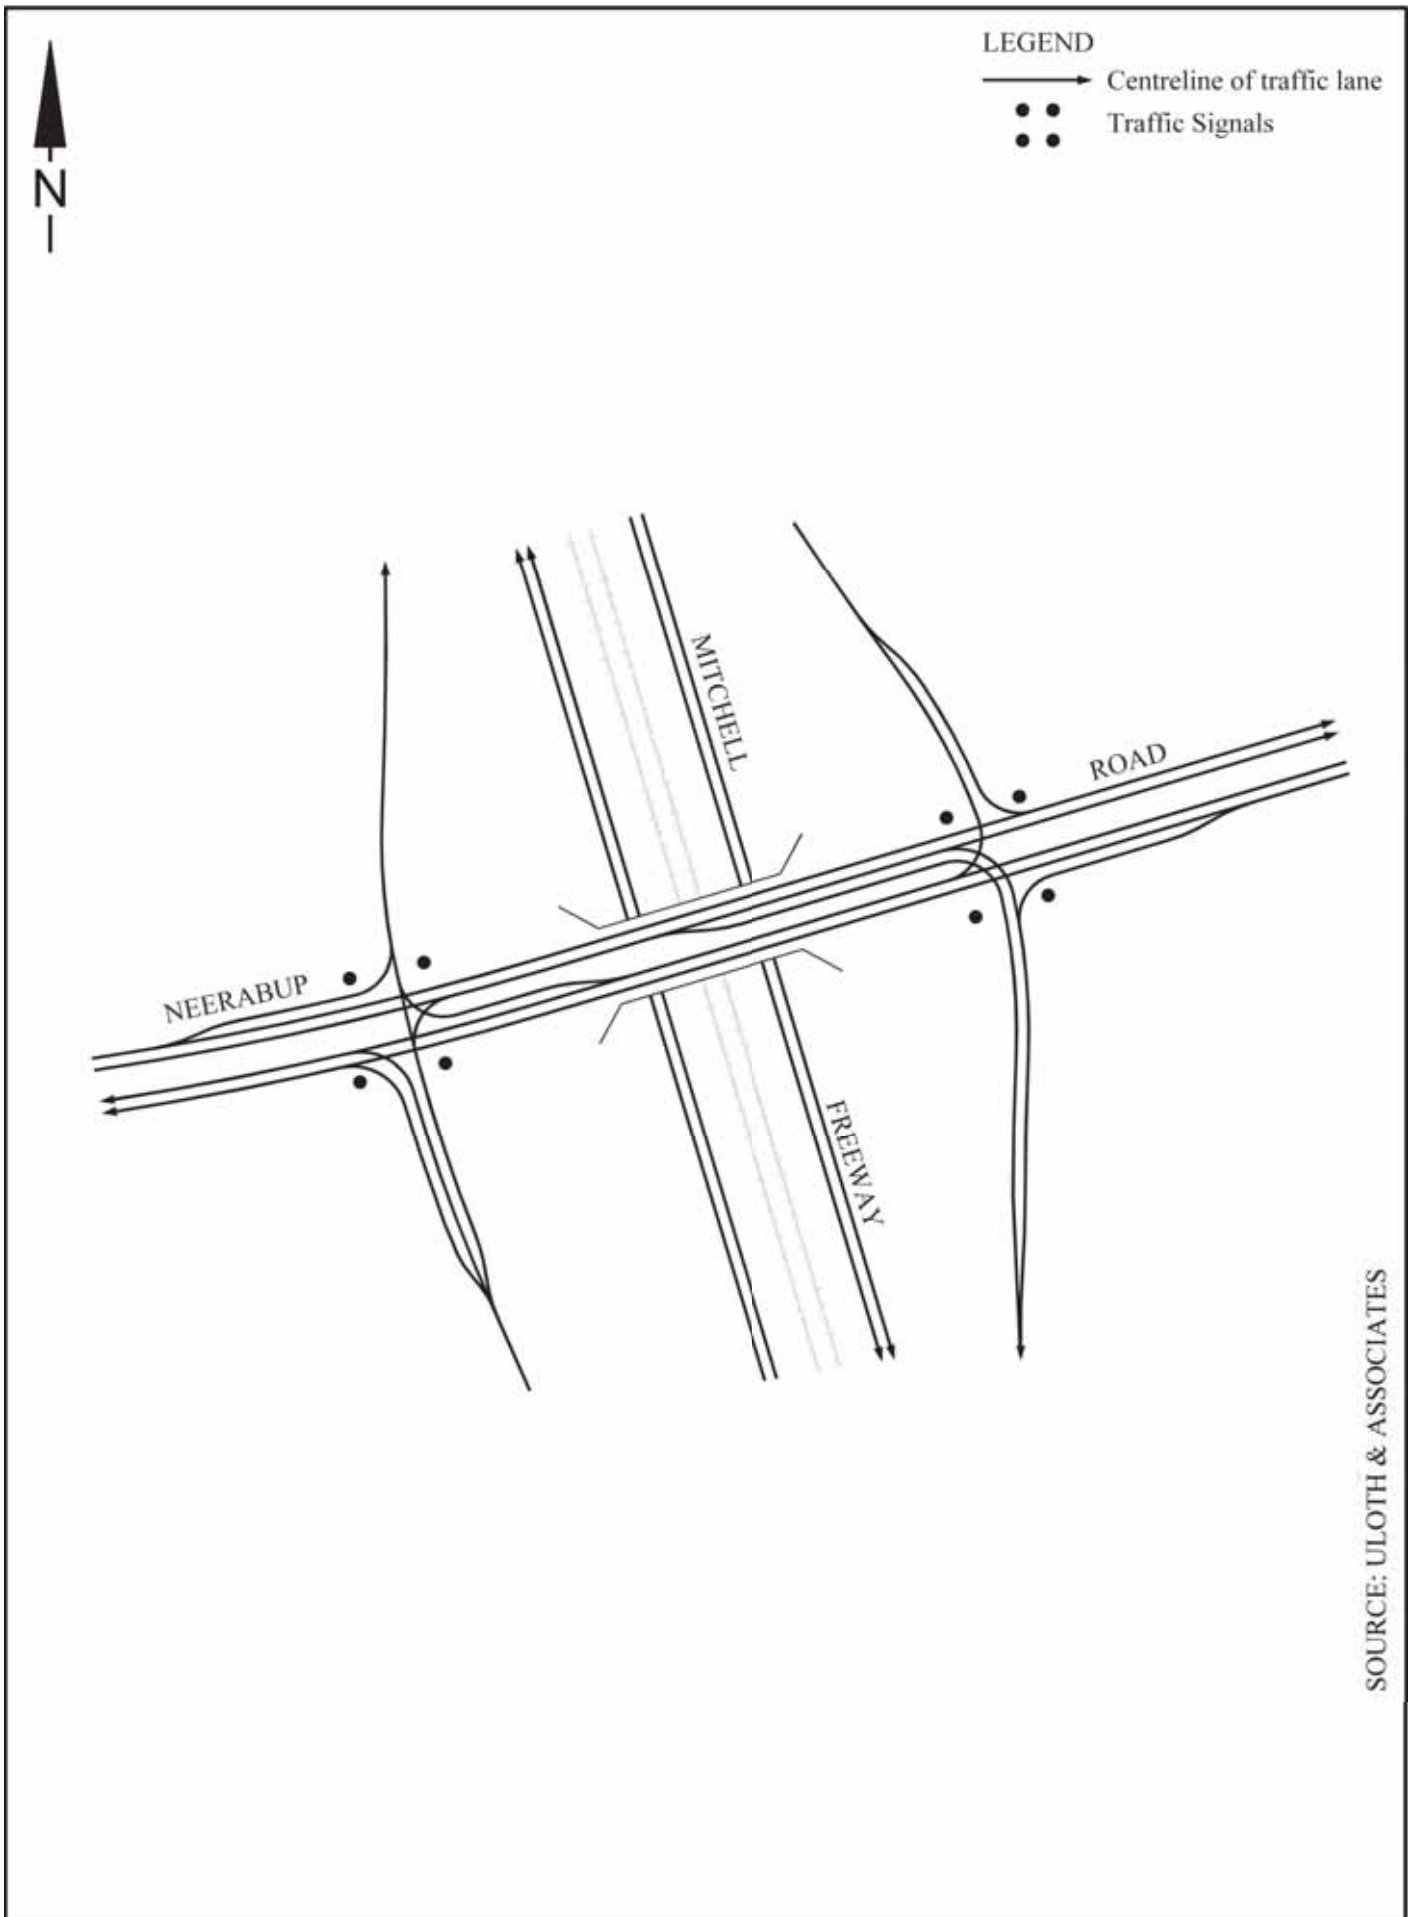 LEGEND
Centreline of traffic lane
Traffic Signals
N
MITCHELL
ROAD
NEERABUP
FREEWAY
SOURCE: ULOTH & ASSOCIATES